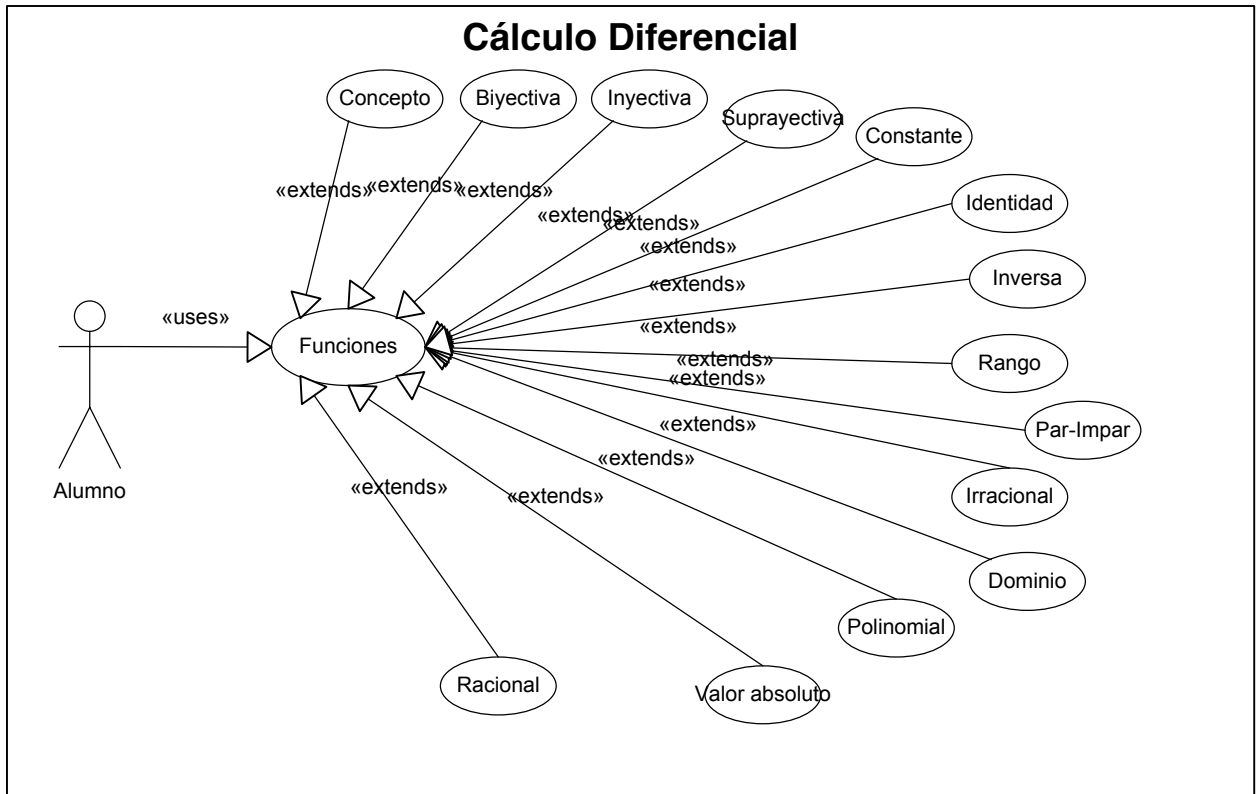 Cálculo Diferencial
Concepto
Biyectiva
Inyectiva
Suprayectiva
Constante
«extends»
«extends»
«extends»
Identidad
«extends»
«extends»
«extends»
Inversa
«extends»
«uses»
«extends»
Funciones
«extends»
Rango
«extends»
«extends»
Par-Impar
«extends»
Alumno
«extends»
«extends»
Irracional
Dominio
Polinomial
Racional
Valor absoluto